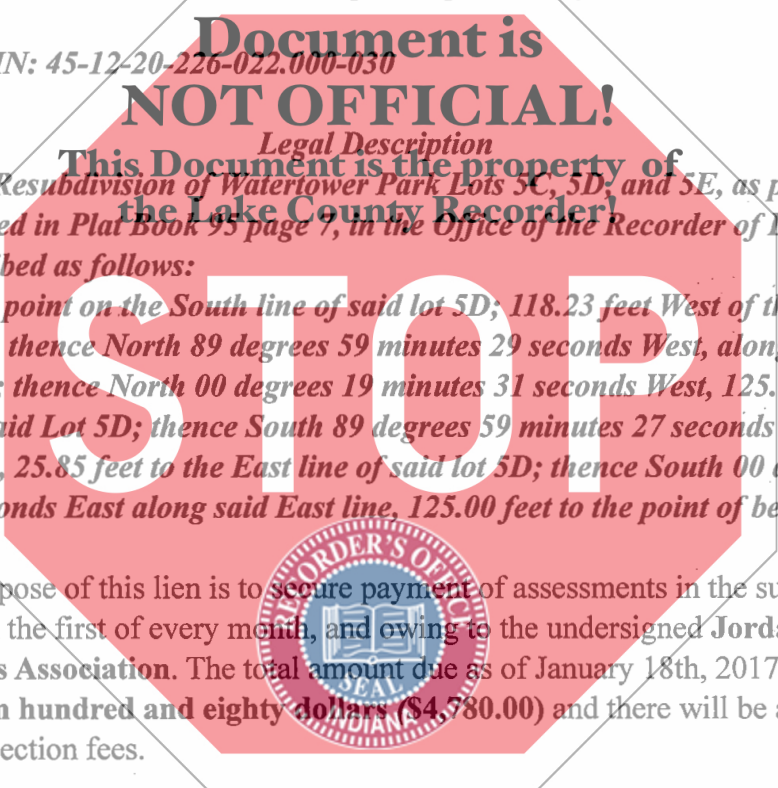 Document is
IN: 45-12-20-226-022.000-030
NOT OFFICIAL!
Legal Description
This Document is the property of
Resubdivision of Watertower Park Lots 5C, 5D, and 5E, as p
the Lake County Recorder!
ed in Plat Book 95 page 7, in the Office of the Recorder of L
bed as follows:
point on the South line of said lot 5D; 118.23 feet West of th
thence North 89 degrees 59 minutes 29 seconds West, alon
; thence North 00 degrees 19 minutes 31 seconds West, 125.
aid Lot 5D; thence South 89 degrees 59 minutes 27 seconds
, 25.85 feet to the East line of said lot 5D; thence South 00
onds East along said East line, 125.00 feet to the point of be
STOP
pose of this lien is to secure payment of assessments in the su
the first of every month, and owing to the undersigned Jord
s Association. The total amount due as of January 18th, 2017
n hundred and eighty dollars ($4,780.00) and there will be a
ection fees.
RECORDER'S OFFIC
SEAL
INDIANA